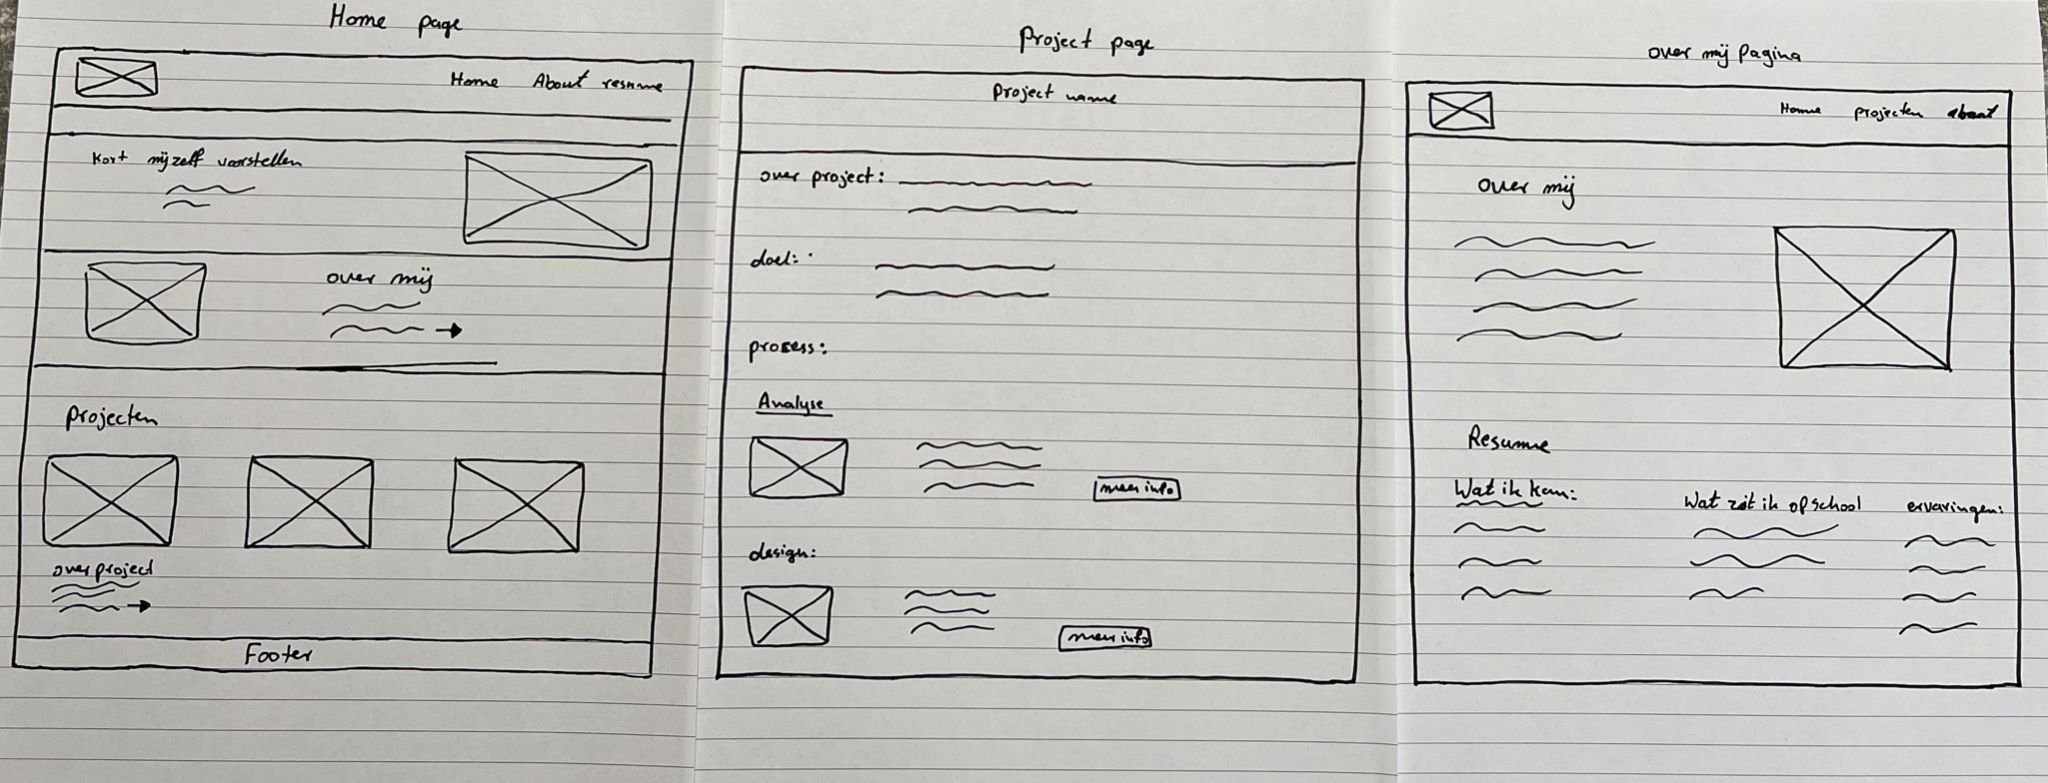 Home page
Home About resume
Kort mijzelf voorstellen
over mij
Projecten
over project
Footer
Project page
Project name
over project:
doel:
prosess:
Analyse
meer info
design:
meer info
over mij Pagina
Home projecten about
over mij
Resume
Wat ik kan:
Wat zit ik op school
ervaringen: